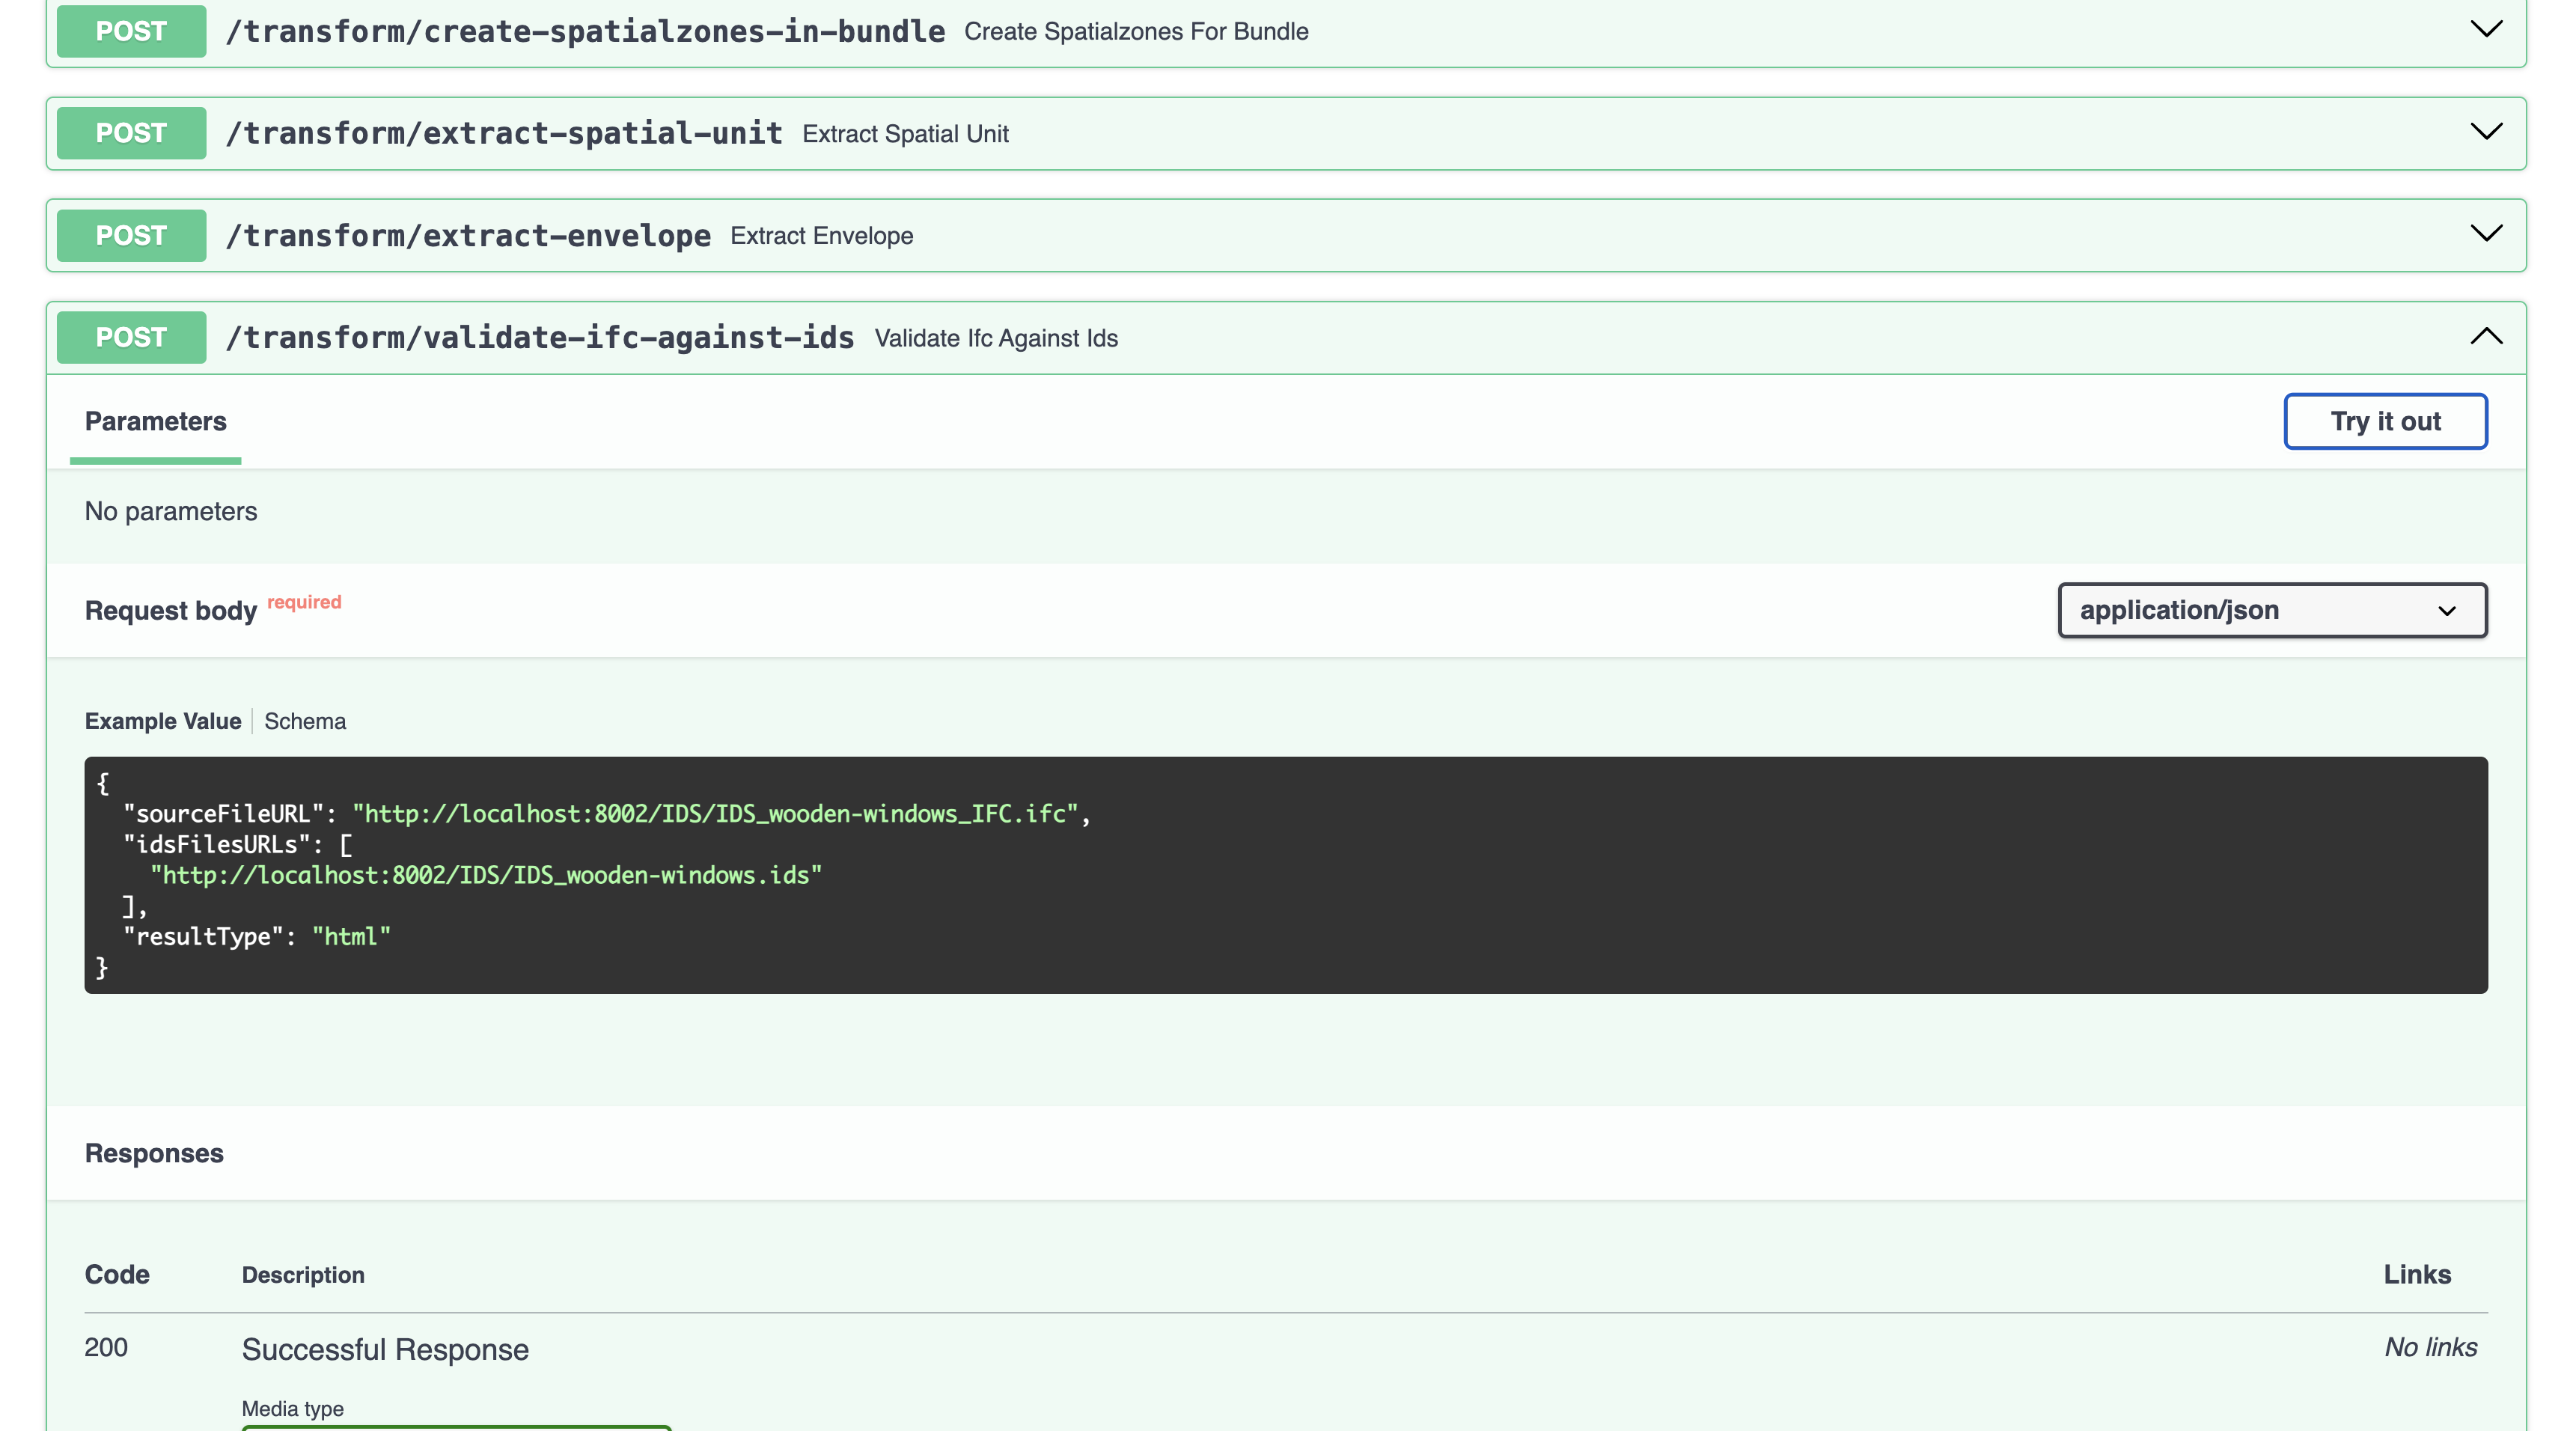 POST /transform/create-spatialzones-in-bundle Create Spatialzones For Bundle
POST /transform/extract-spatial-unit Extract Spatial Unit
POST /transform/extract-envelope Extract Envelope
POST /transform/validate-ifc-against-ids Validate Ifc Against Ids
Parameters Try it out
No parameters
Request body required application/json
Example Value Schema
{
  "sourceFileURL": "http://localhost:8002/IDS/IDS_wooden-windows_IFC.ifc",
  "idsFilesURLs": [
    "http://localhost:8002/IDS/IDS_wooden-windows.ids"
  ],
  "resultType": "html"
}
Responses
Code Description Links
200 Successful Response No links
Media type